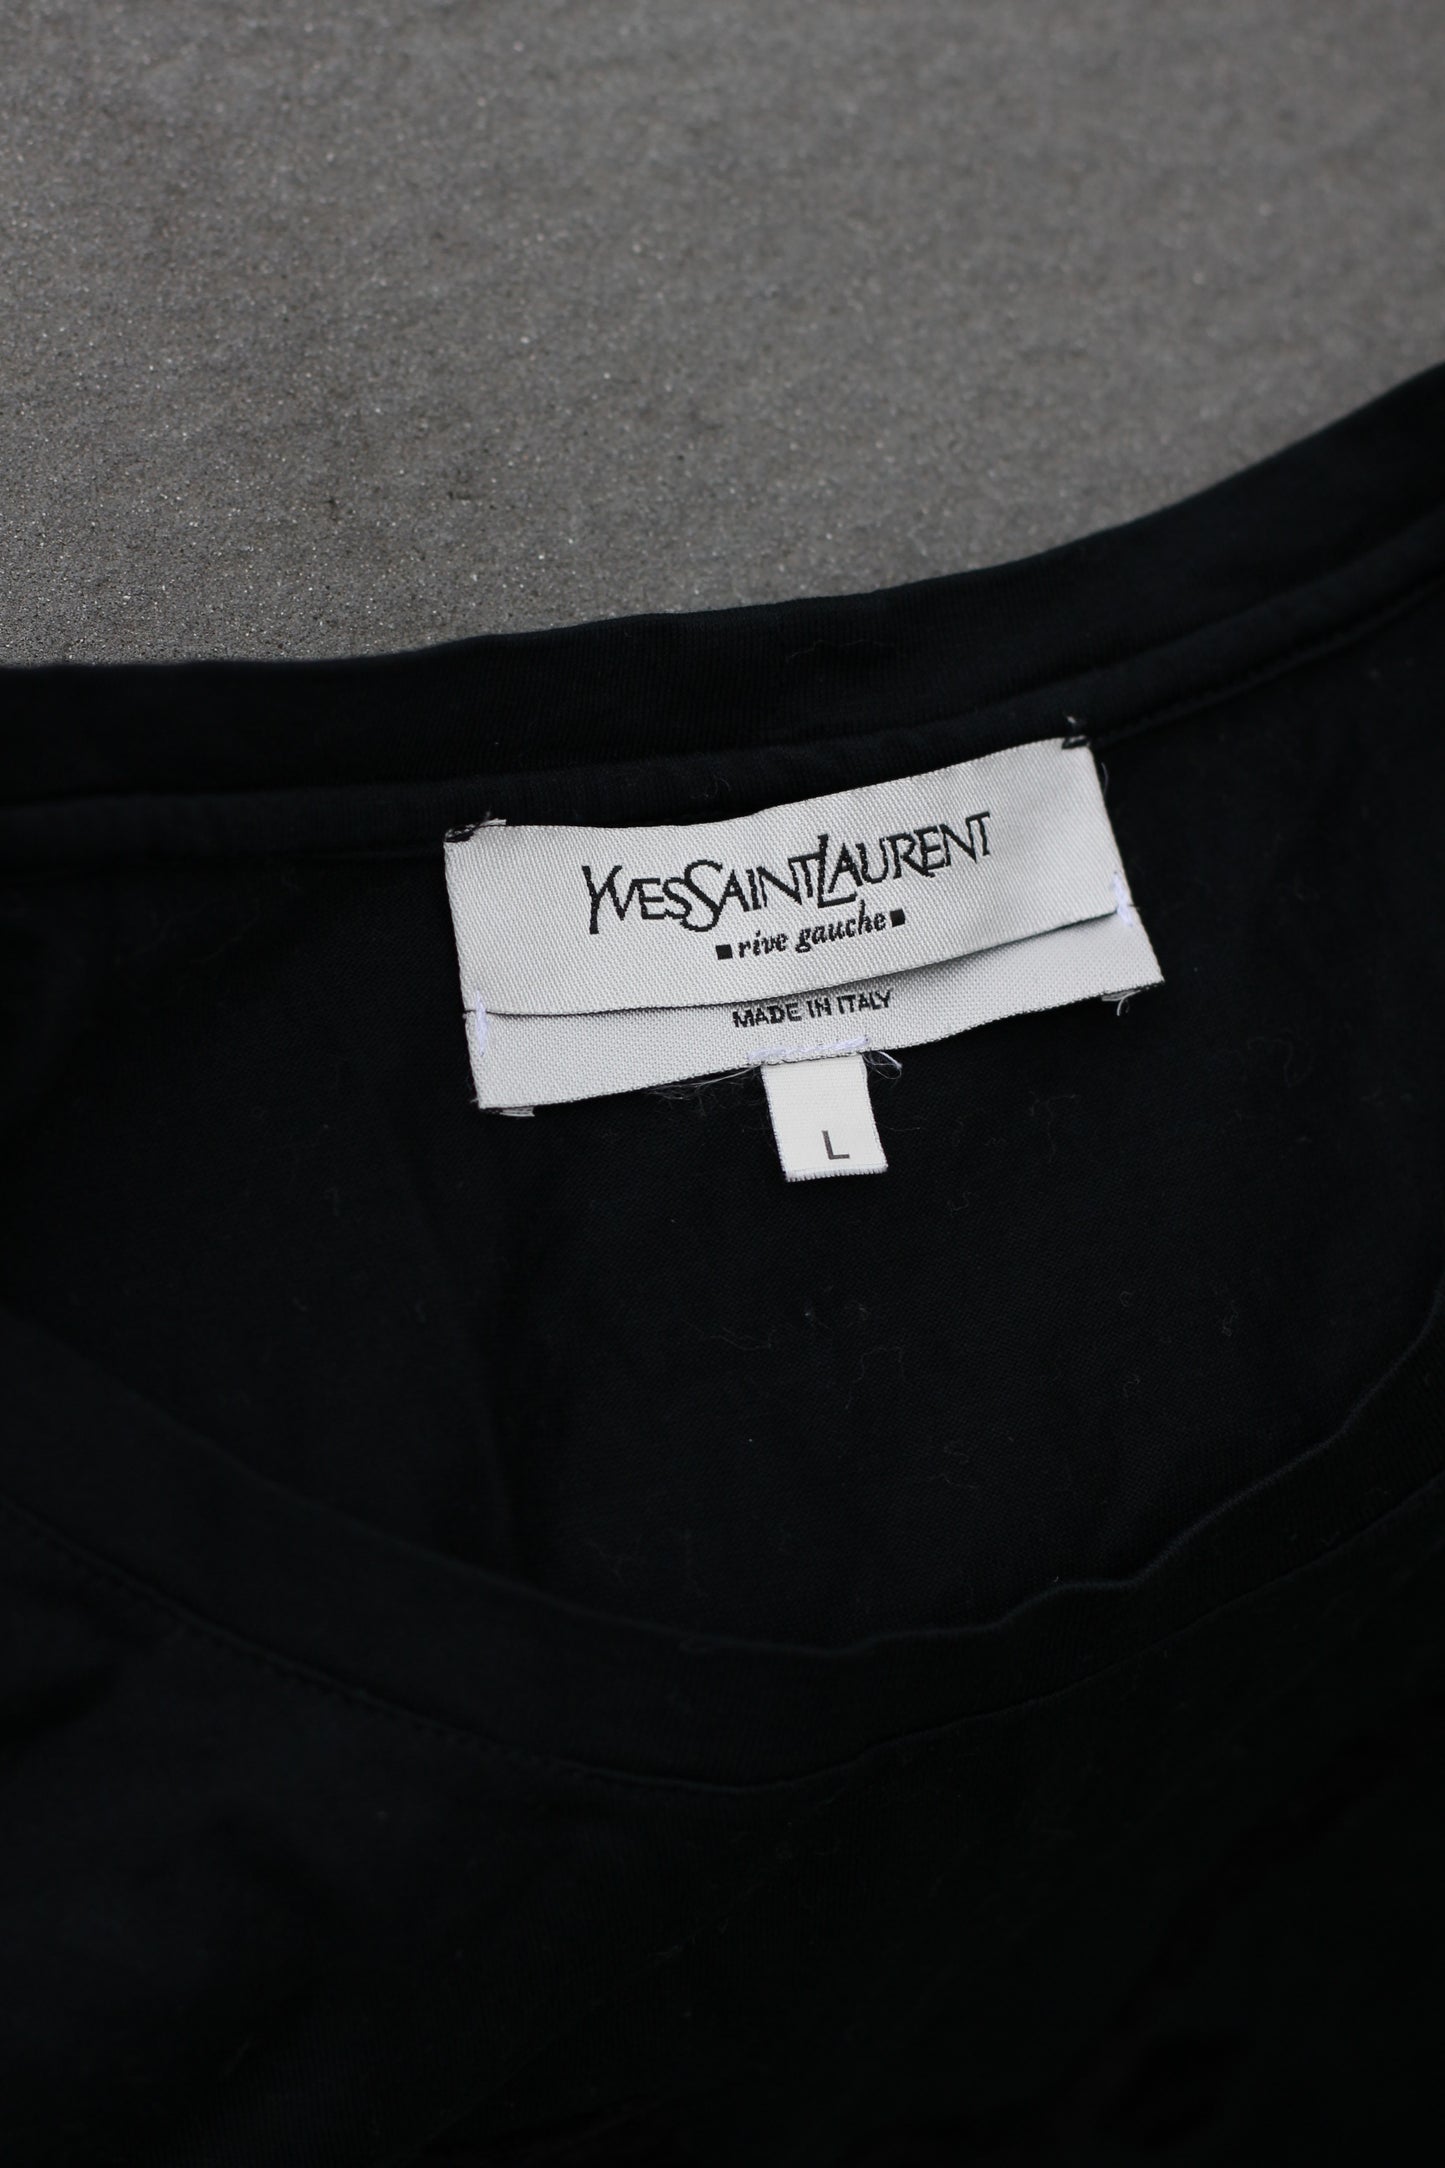 YVESSAINTLAURENT
rive gauche
MADE IN ITALY
L